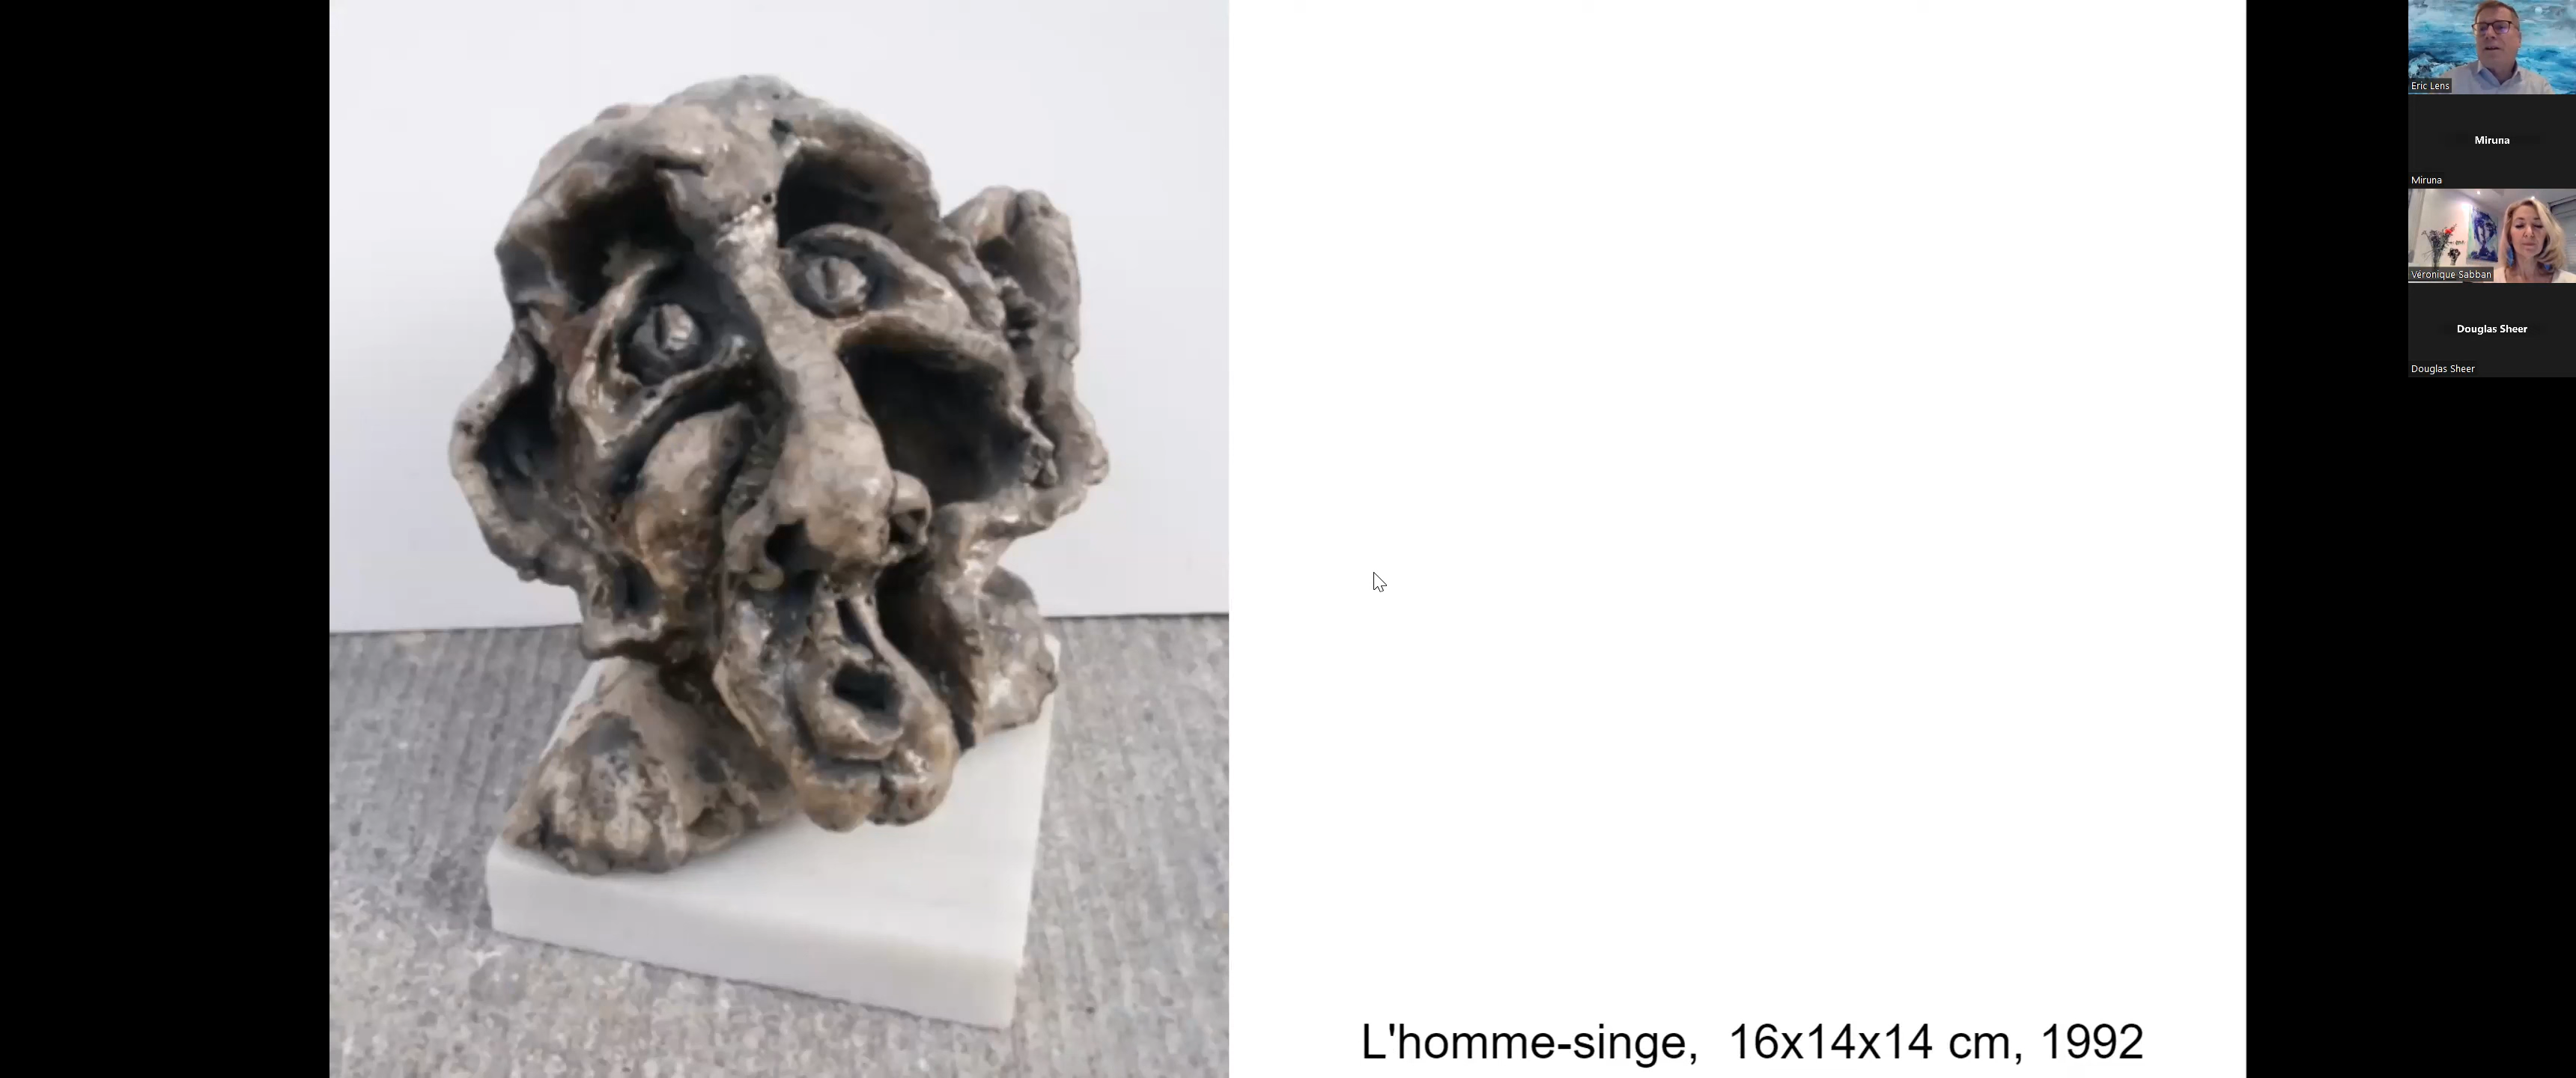 L'homme-singe,  16x14x14 cm, 1992
Eric Lens
Miruna
Miruna
Véronique Sabban
Douglas Sheer
Douglas Sheer